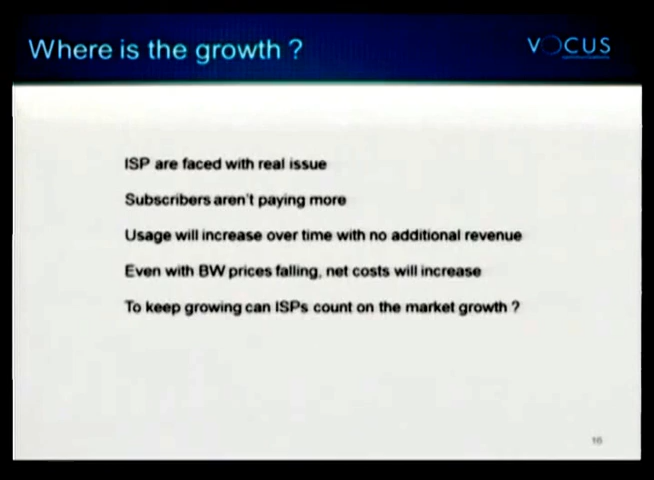 Where is the growth ?
VOCUS
ISP are faced with real issue
Subscribers aren't paying more
Usage will increase over time with no additional revenue
Even with BW prices falling, net costs will increase
To keep growing can ISPs count on the market growth ?
16